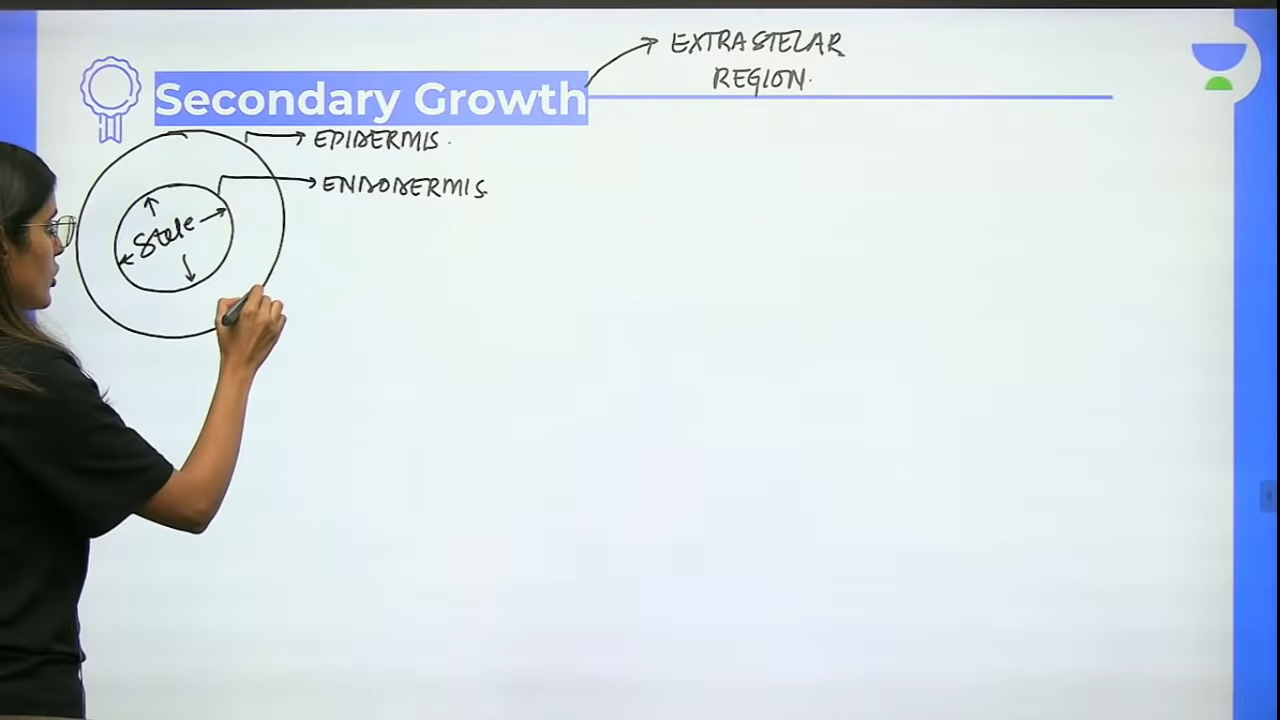 EXTRASTELAR
REGION.
Secondary Growth
EPIDERMIS.
ENDODERMIS
Stele